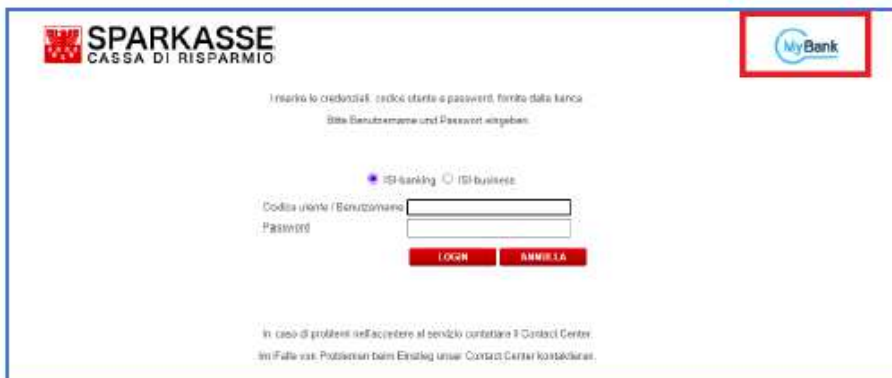 SPARKASSE
CASSA DI RISPARMIO
MyBank
Inserire le credenziali, codice utente e password, fornite dalla banca
Bitte Benutzername und Passwort eingeben
ISI-banking ISI-business
Codice utente / Benutzername
Password
LOGIN ANNULLA
In caso di problemi nell'accedere al servizio contattare il Contact Center.
Im Falle von Problemen beim Einstieg unser Contact Center kontaktieren.